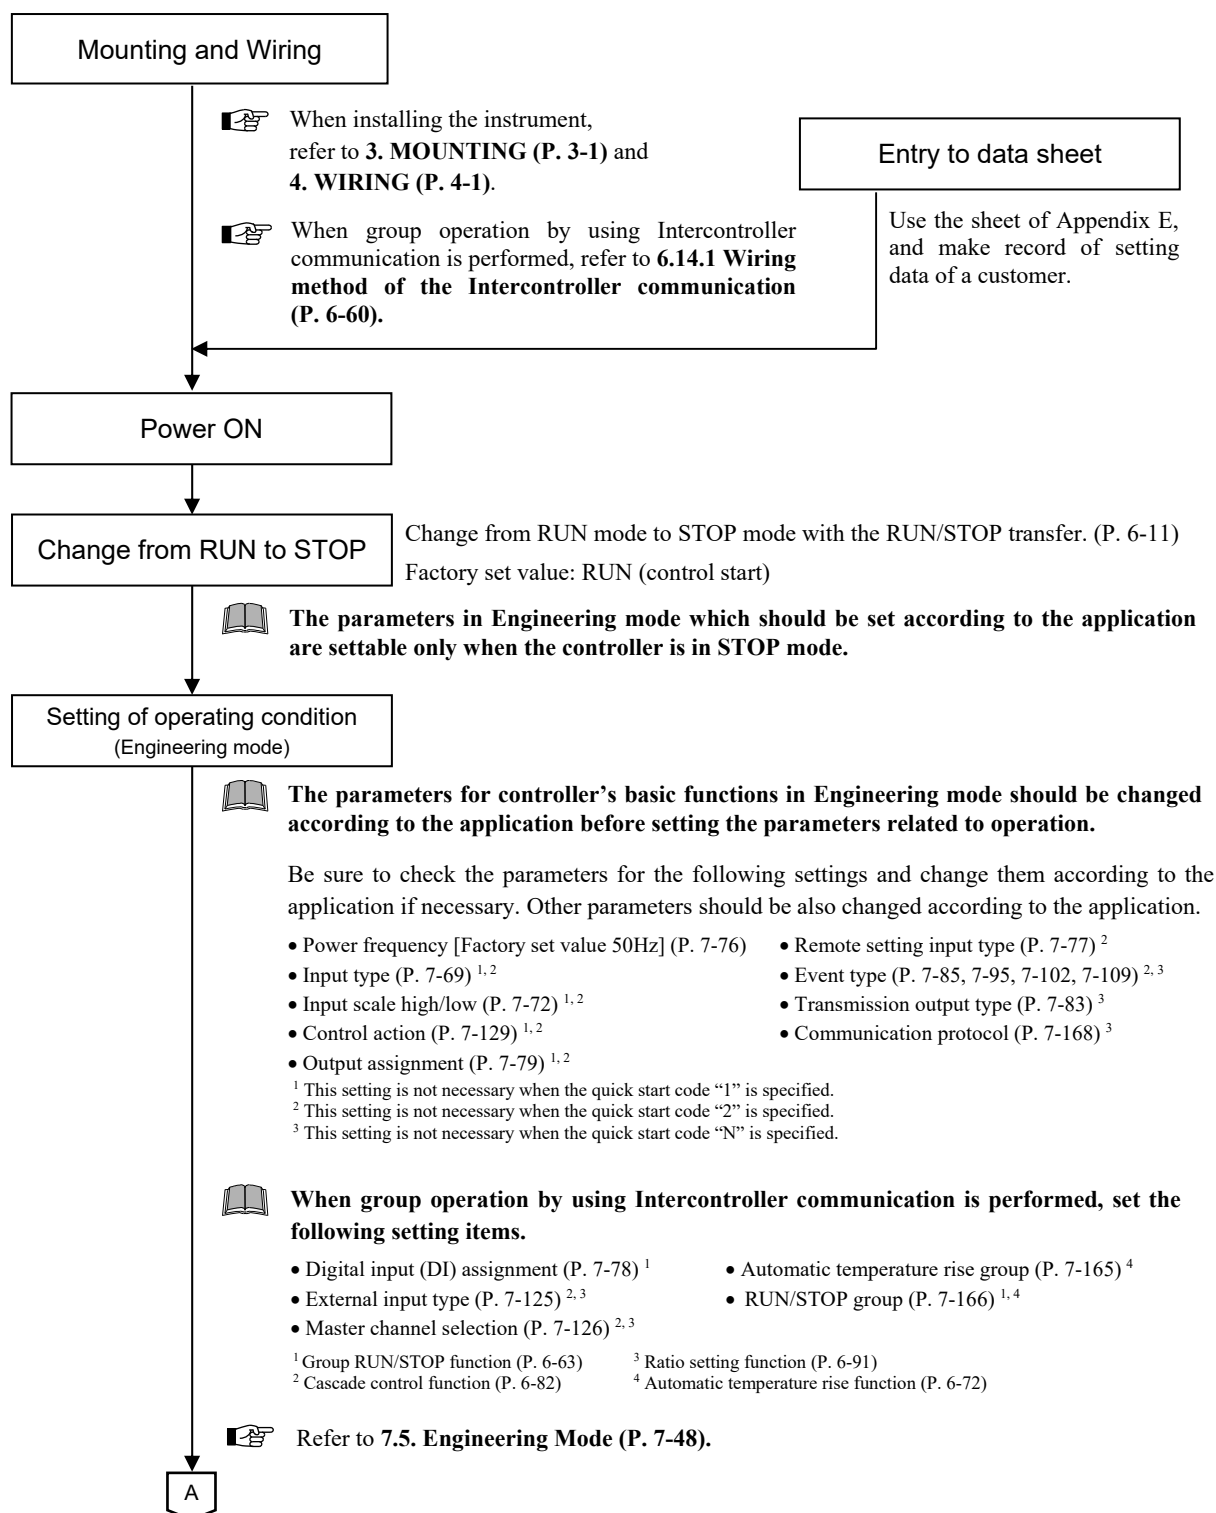 Mounting and Wiring
When installing the instrument,
refer to 3. MOUNTING (P. 3-1) and
4. WIRING (P. 4-1).
When group operation by using Intercontroller
communication is performed, refer to 6.14.1 Wiring
method of the Intercontroller communication
(P. 6-60).
Entry to data sheet
Use the sheet of Appendix E,
and make record of setting
data of a customer.
Power ON
Change from RUN to STOP
Change from RUN mode to STOP mode with the RUN/STOP transfer. (P. 6-11)
Factory set value: RUN (control start)
The parameters in Engineering mode which should be set according to the application
are settable only when the controller is in STOP mode.
Setting of operating condition
(Engineering mode)
The parameters for controller's basic functions in Engineering mode should be changed
according to the application before setting the parameters related to operation.
Be sure to check the parameters for the following settings and change them according to the
application if necessary. Other parameters should be also changed according to the application.
• Power frequency [Factory set value 50Hz] (P. 7-76)
• Input type (P. 7-69) 1, 2
• Input scale high/low (P. 7-72) 1, 2
• Control action (P. 7-129) 1, 2
• Output assignment (P. 7-79) 1, 2
• Remote setting input type (P. 7-77) 2
• Event type (P. 7-85, 7-95, 7-102, 7-109) 2, 3
• Transmission output type (P. 7-83) 3
• Communication protocol (P. 7-168) 3
1 This setting is not necessary when the quick start code “1” is specified.
2 This setting is not necessary when the quick start code “2” is specified.
3 This setting is not necessary when the quick start code “N” is specified.
When group operation by using Intercontroller communication is performed, set the
following setting items.
• Digital input (DI) assignment (P. 7-78) 1
• External input type (P. 7-125) 2, 3
• Master channel selection (P. 7-126) 2, 3
• Automatic temperature rise group (P. 7-165) 4
• RUN/STOP group (P. 7-166) 1, 4
1 Group RUN/STOP function (P. 6-63)
2 Cascade control function (P. 6-82)
3 Ratio setting function (P. 6-91)
4 Automatic temperature rise function (P. 6-72)
Refer to 7.5. Engineering Mode (P. 7-48).
A